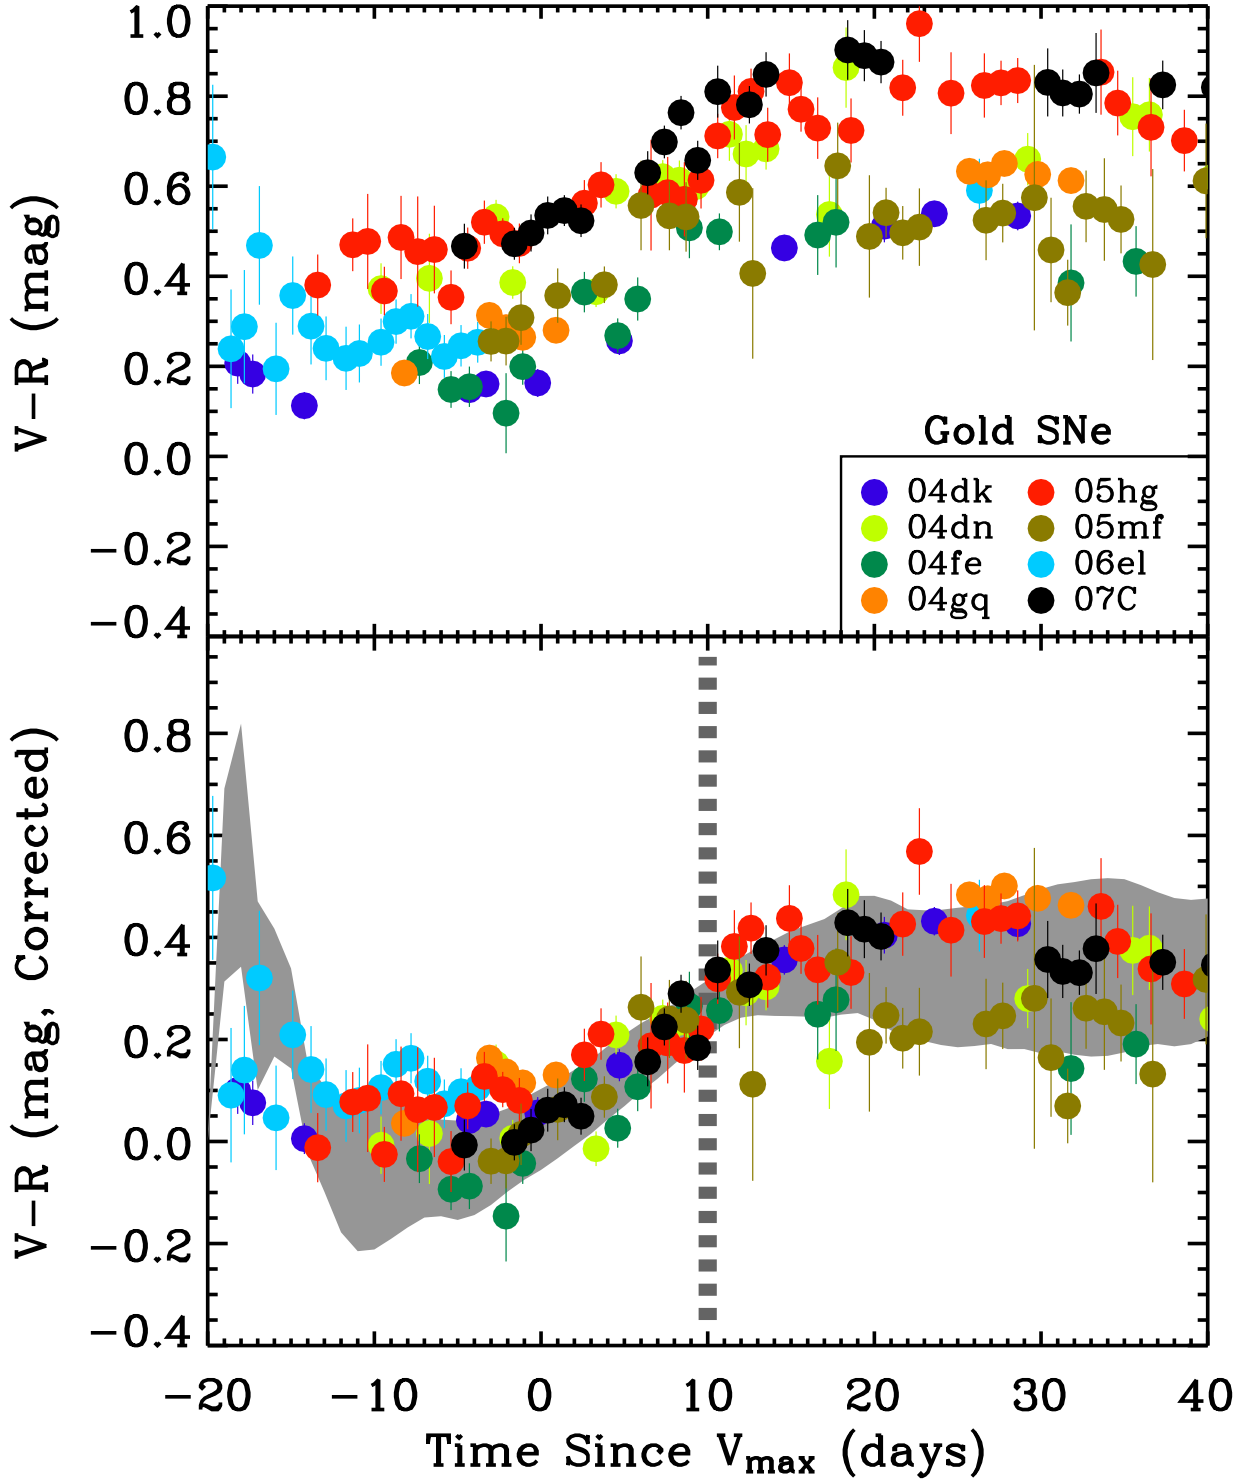 1.0
0.8
0.6
0.4
0.2
0.0
−0.2
−0.4
V−R (mag)
Gold SNe
04dk 05hg
04dn 05mf
04fe 06el
04gq 07C
0.8
0.6
0.4
0.2
0.0
−0.2
−0.4
V−R (mag, Corrected)
−20 −10 0 10 20 30 40
Time Since Vmax (days)